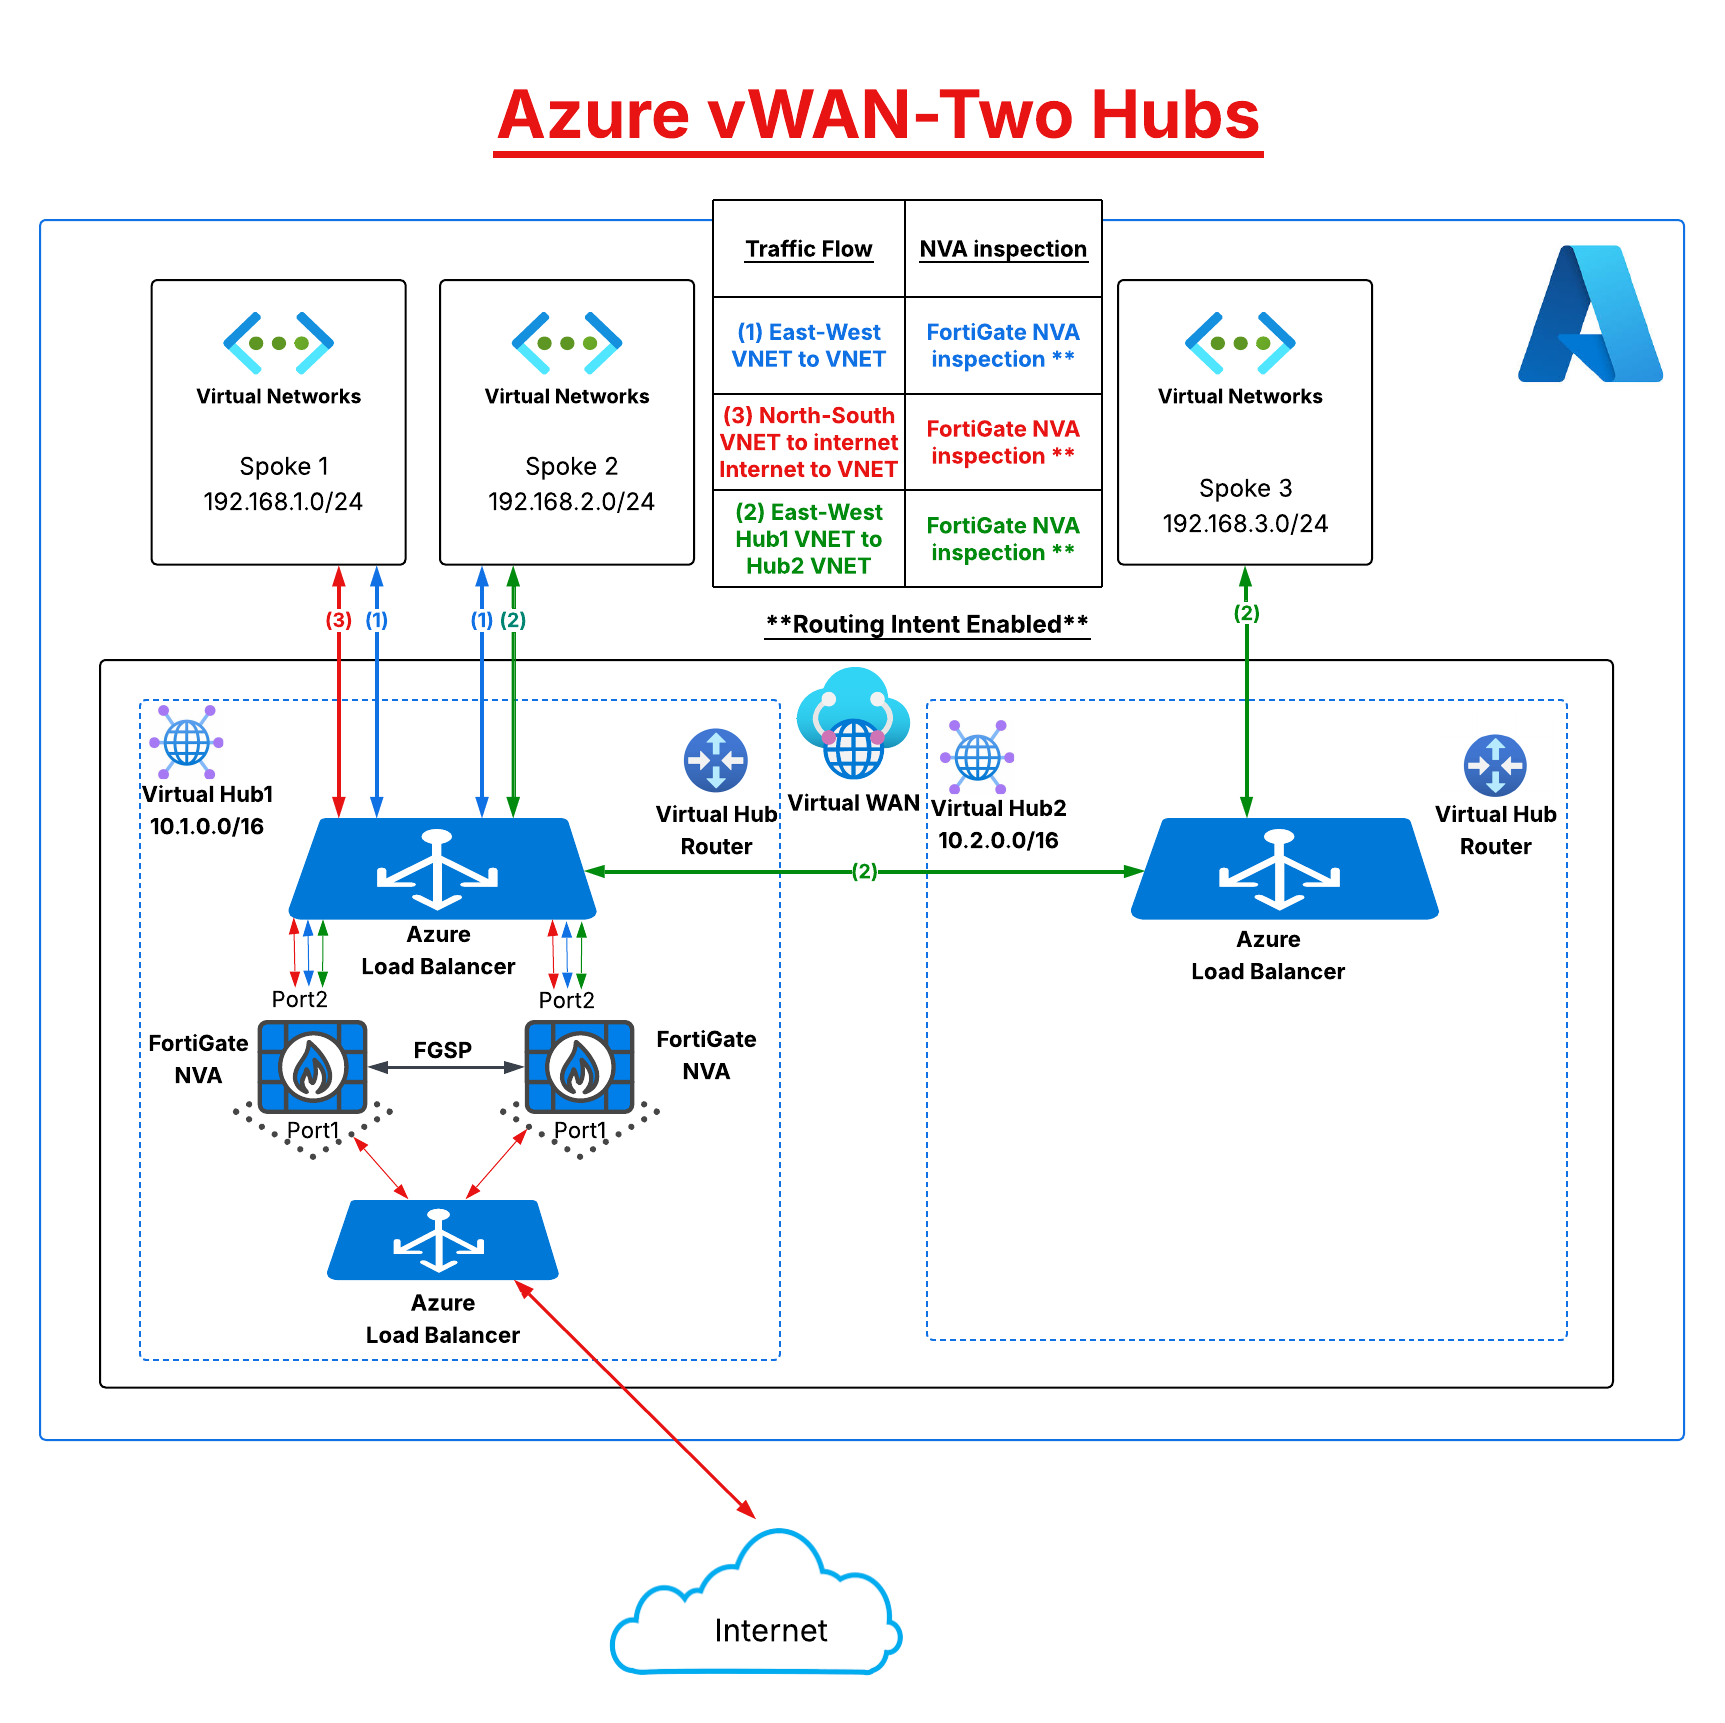 Azure vWAN-Two Hubs
Traffic Flow
NVA inspection
(1) East-West
VNET to VNET
FortiGate NVA
inspection **
(3) North-South
VNET to internet
Internet to VNET
FortiGate NVA
inspection **
(2) East-West
Hub1 VNET to
Hub2 VNET
FortiGate NVA
inspection **
**Routing Intent Enabled**
Virtual Networks
Spoke 1
192.168.1.0/24
Virtual Networks
Spoke 2
192.168.2.0/24
Virtual Networks
Spoke 3
192.168.3.0/24
(3)
(1)
(1)
(2)
(2)
Virtual Hub1
10.1.0.0/16
Virtual Hub
Router
Virtual WAN
Virtual Hub2
10.2.0.0/16
Virtual Hub
Router
(2)
Azure
Load Balancer
Azure
Load Balancer
Port2
Port2
FortiGate
NVA
FGSP
FortiGate
NVA
Port1
Port1
Azure
Load Balancer
Internet